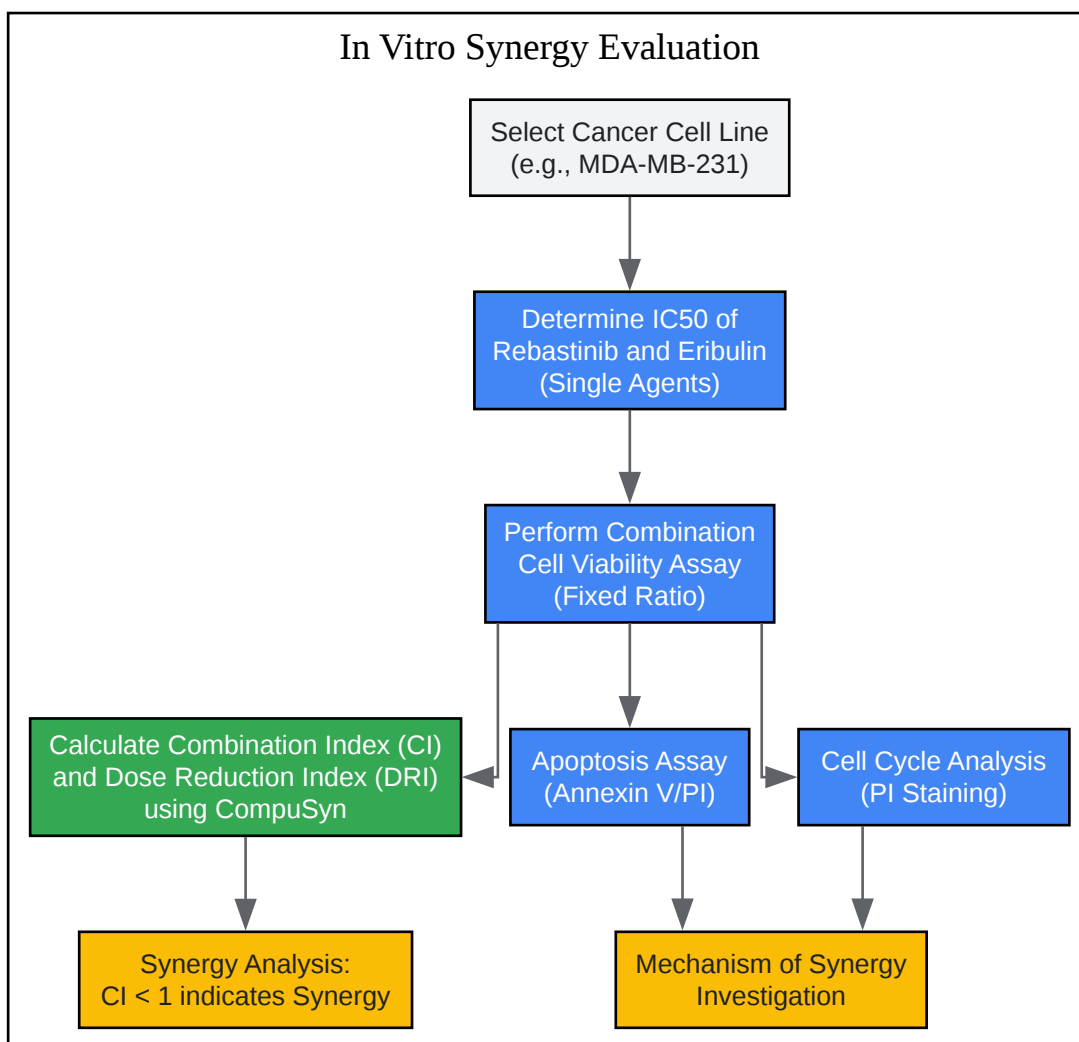 In Vitro Synergy Evaluation
Select Cancer Cell Line
(e.g., MDA-MB-231)
Determine IC50 of
Rebastinib and Eribulin
(Single Agents)
Perform Combination
Cell Viability Assay
(Fixed Ratio)
Calculate Combination Index (CI)
and Dose Reduction Index (DRI)
using CompuSyn
Apoptosis Assay
(Annexin V/PI)
Cell Cycle Analysis
(PI Staining)
Synergy Analysis:
CI < 1 indicates Synergy
Mechanism of Synergy
Investigation